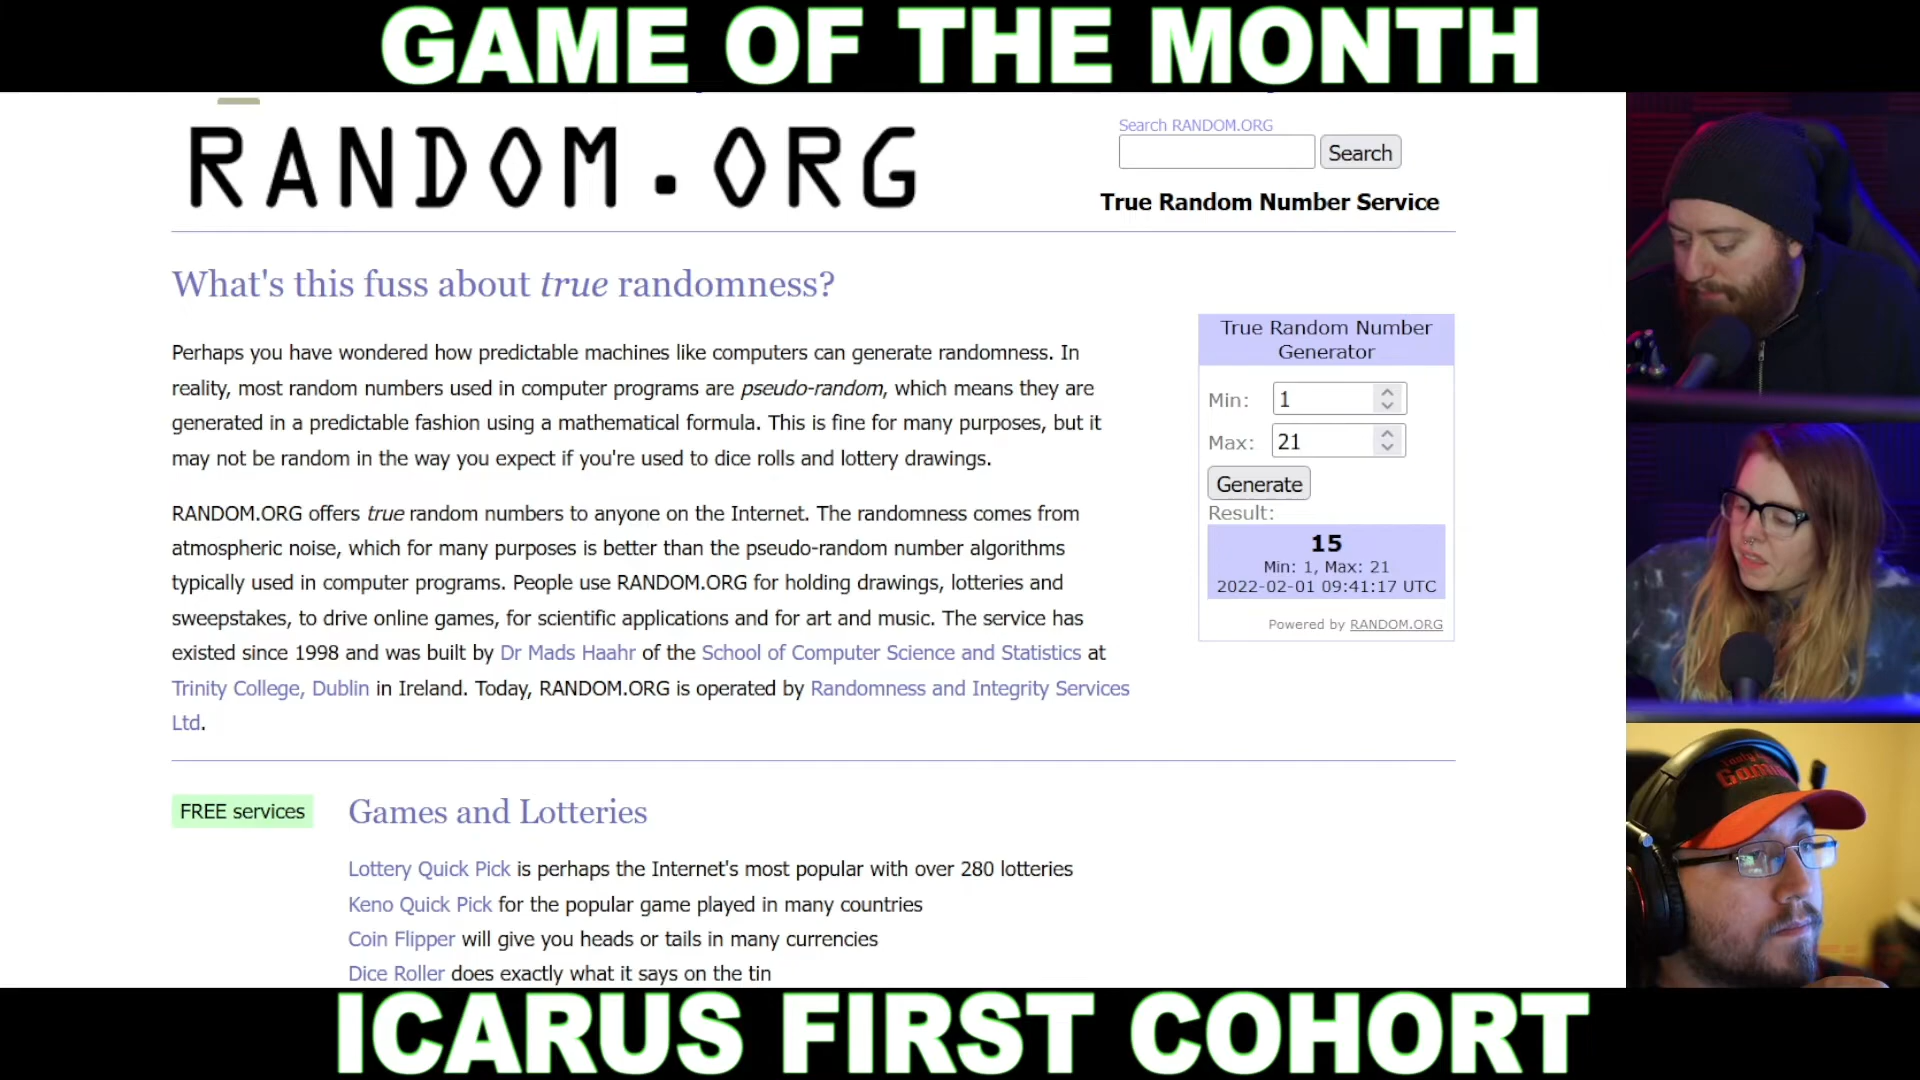 GAME OF THE MONTH
RANDOM.ORG
Search RANDOM.ORG
Search
True Random Number Service
What's this fuss about true randomness?
Perhaps you have wondered how predictable machines like computers can generate randomness. In
reality, most random numbers used in computer programs are pseudo-random, which means they are
generated in a predictable fashion using a mathematical formula. This is fine for many purposes, but it
may not be random in the way you expect if you're used to dice rolls and lottery drawings.
RANDOM.ORG offers true random numbers to anyone on the Internet. The randomness comes from
atmospheric noise, which for many purposes is better than the pseudo-random number algorithms
typically used in computer programs. People use RANDOM.ORG for holding drawings, lotteries and
sweepstakes, to drive online games, for scientific applications and for art and music. The service has
existed since 1998 and was built by Dr Mads Haahr of the School of Computer Science and Statistics at
Trinity College, Dublin in Ireland. Today, RANDOM.ORG is operated by Randomness and Integrity Services
Ltd.
True Random Number
Generator
Min: 1
Max: 21
Generate
Result:
15
Min: 1, Max: 21
2022-02-01 09:41:17 UTC
Powered by RANDOM.ORG
FREE services
Games and Lotteries
Lottery Quick Pick is perhaps the Internet's most popular with over 280 lotteries
Keno Quick Pick for the popular game played in many countries
Coin Flipper will give you heads or tails in many currencies
Dice Roller does exactly what it says on the tin
ICARUS FIRST COHORT